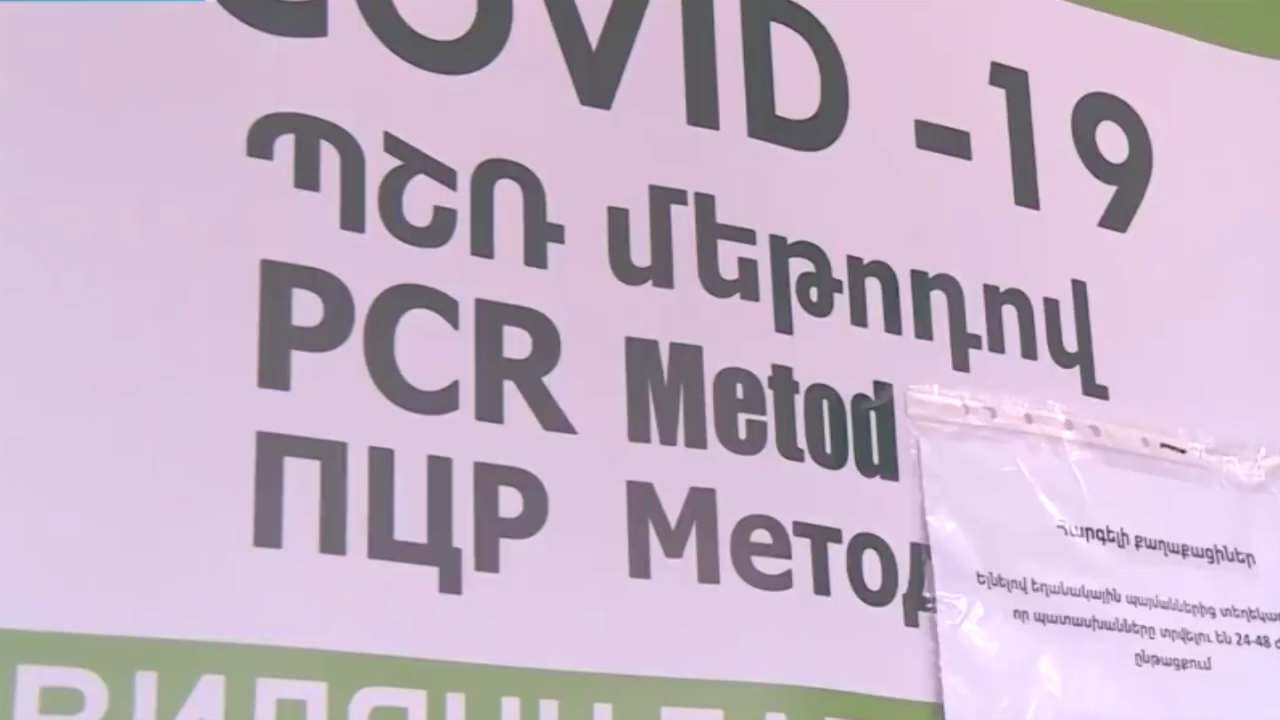 COVID -19
ՊՇՌ մեթոդով
PCR Metod
ПЦР Метод
Հարգելի քաղաքացիներ
Ելնելով եղանակային պայմաններից
որ պատասխանները տրվելու են 24-48
ընթացքում